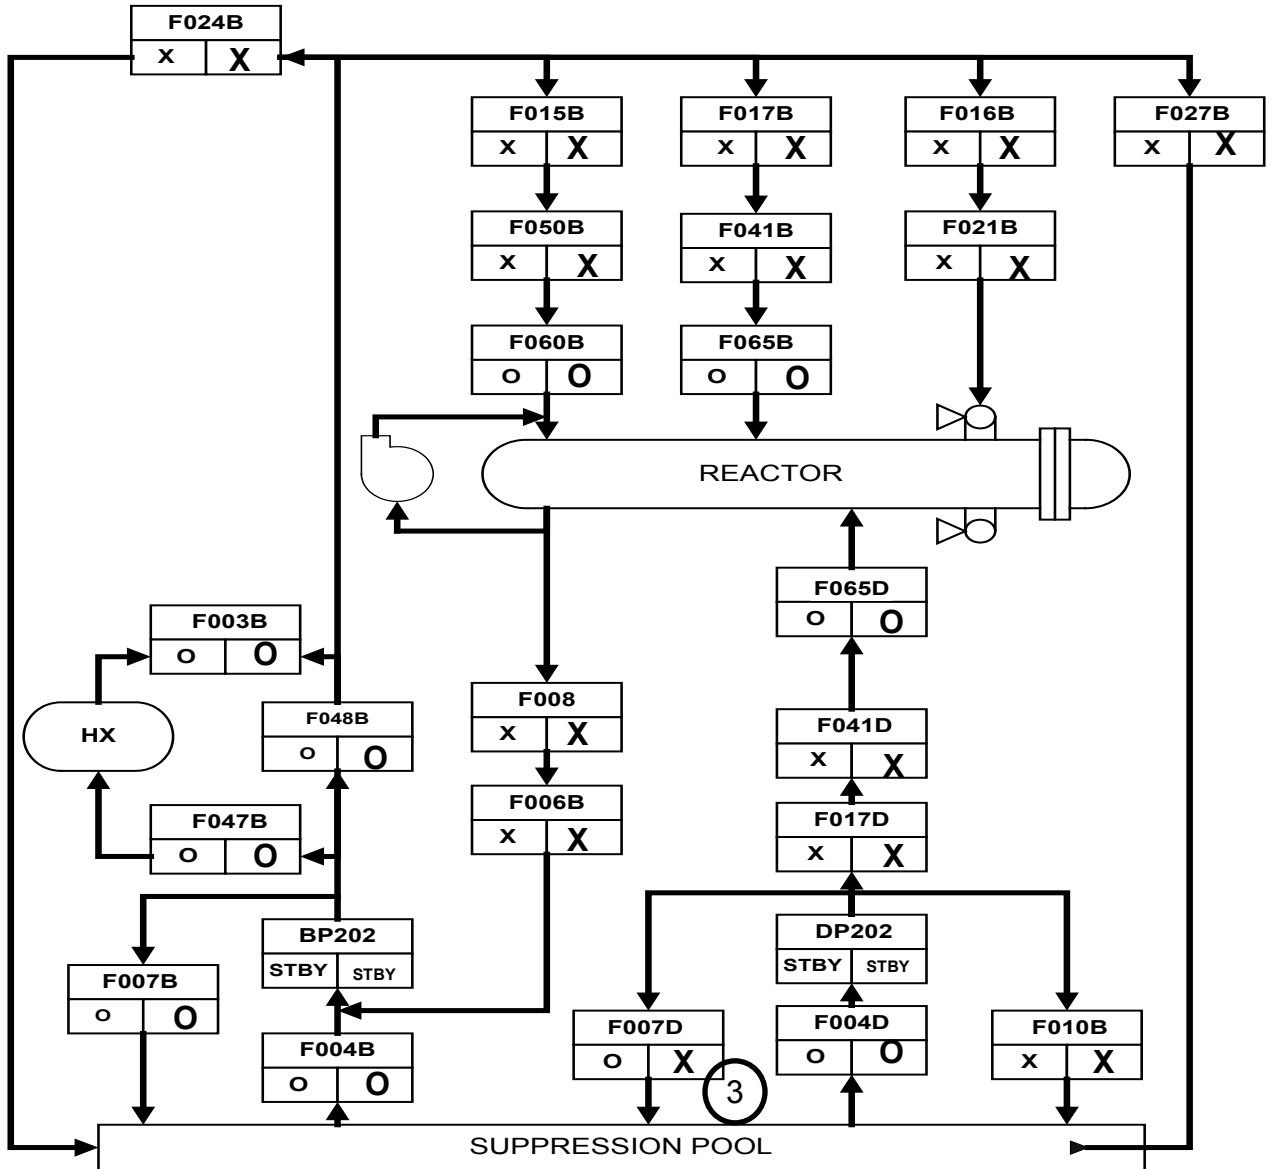 F024B
X X
F015B
X X
F017B
X X
F016B
X X
F027B
X X
F050B
X X
F041B
X X
F021B
X X
F060B
O O
F065B
O O
REACTOR
F065D
O O
F003B
O O
HX
F048B
O O
F047B
O O
F008
X X
F006B
X X
F041D
X X
F017D
X X
BP202
STBY STBY
DP202
STBY STBY
F007B
O O
F004B
O O
F007D
O X
F004D
O O
F010B
X X
3
SUPPRESSION POOL